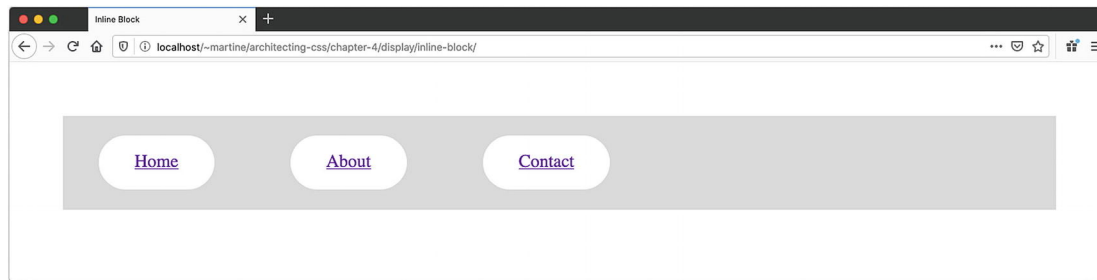 Inline Block
localhost/~martine/architecting-css/chapter-4/display/inline-block/
Home About Contact